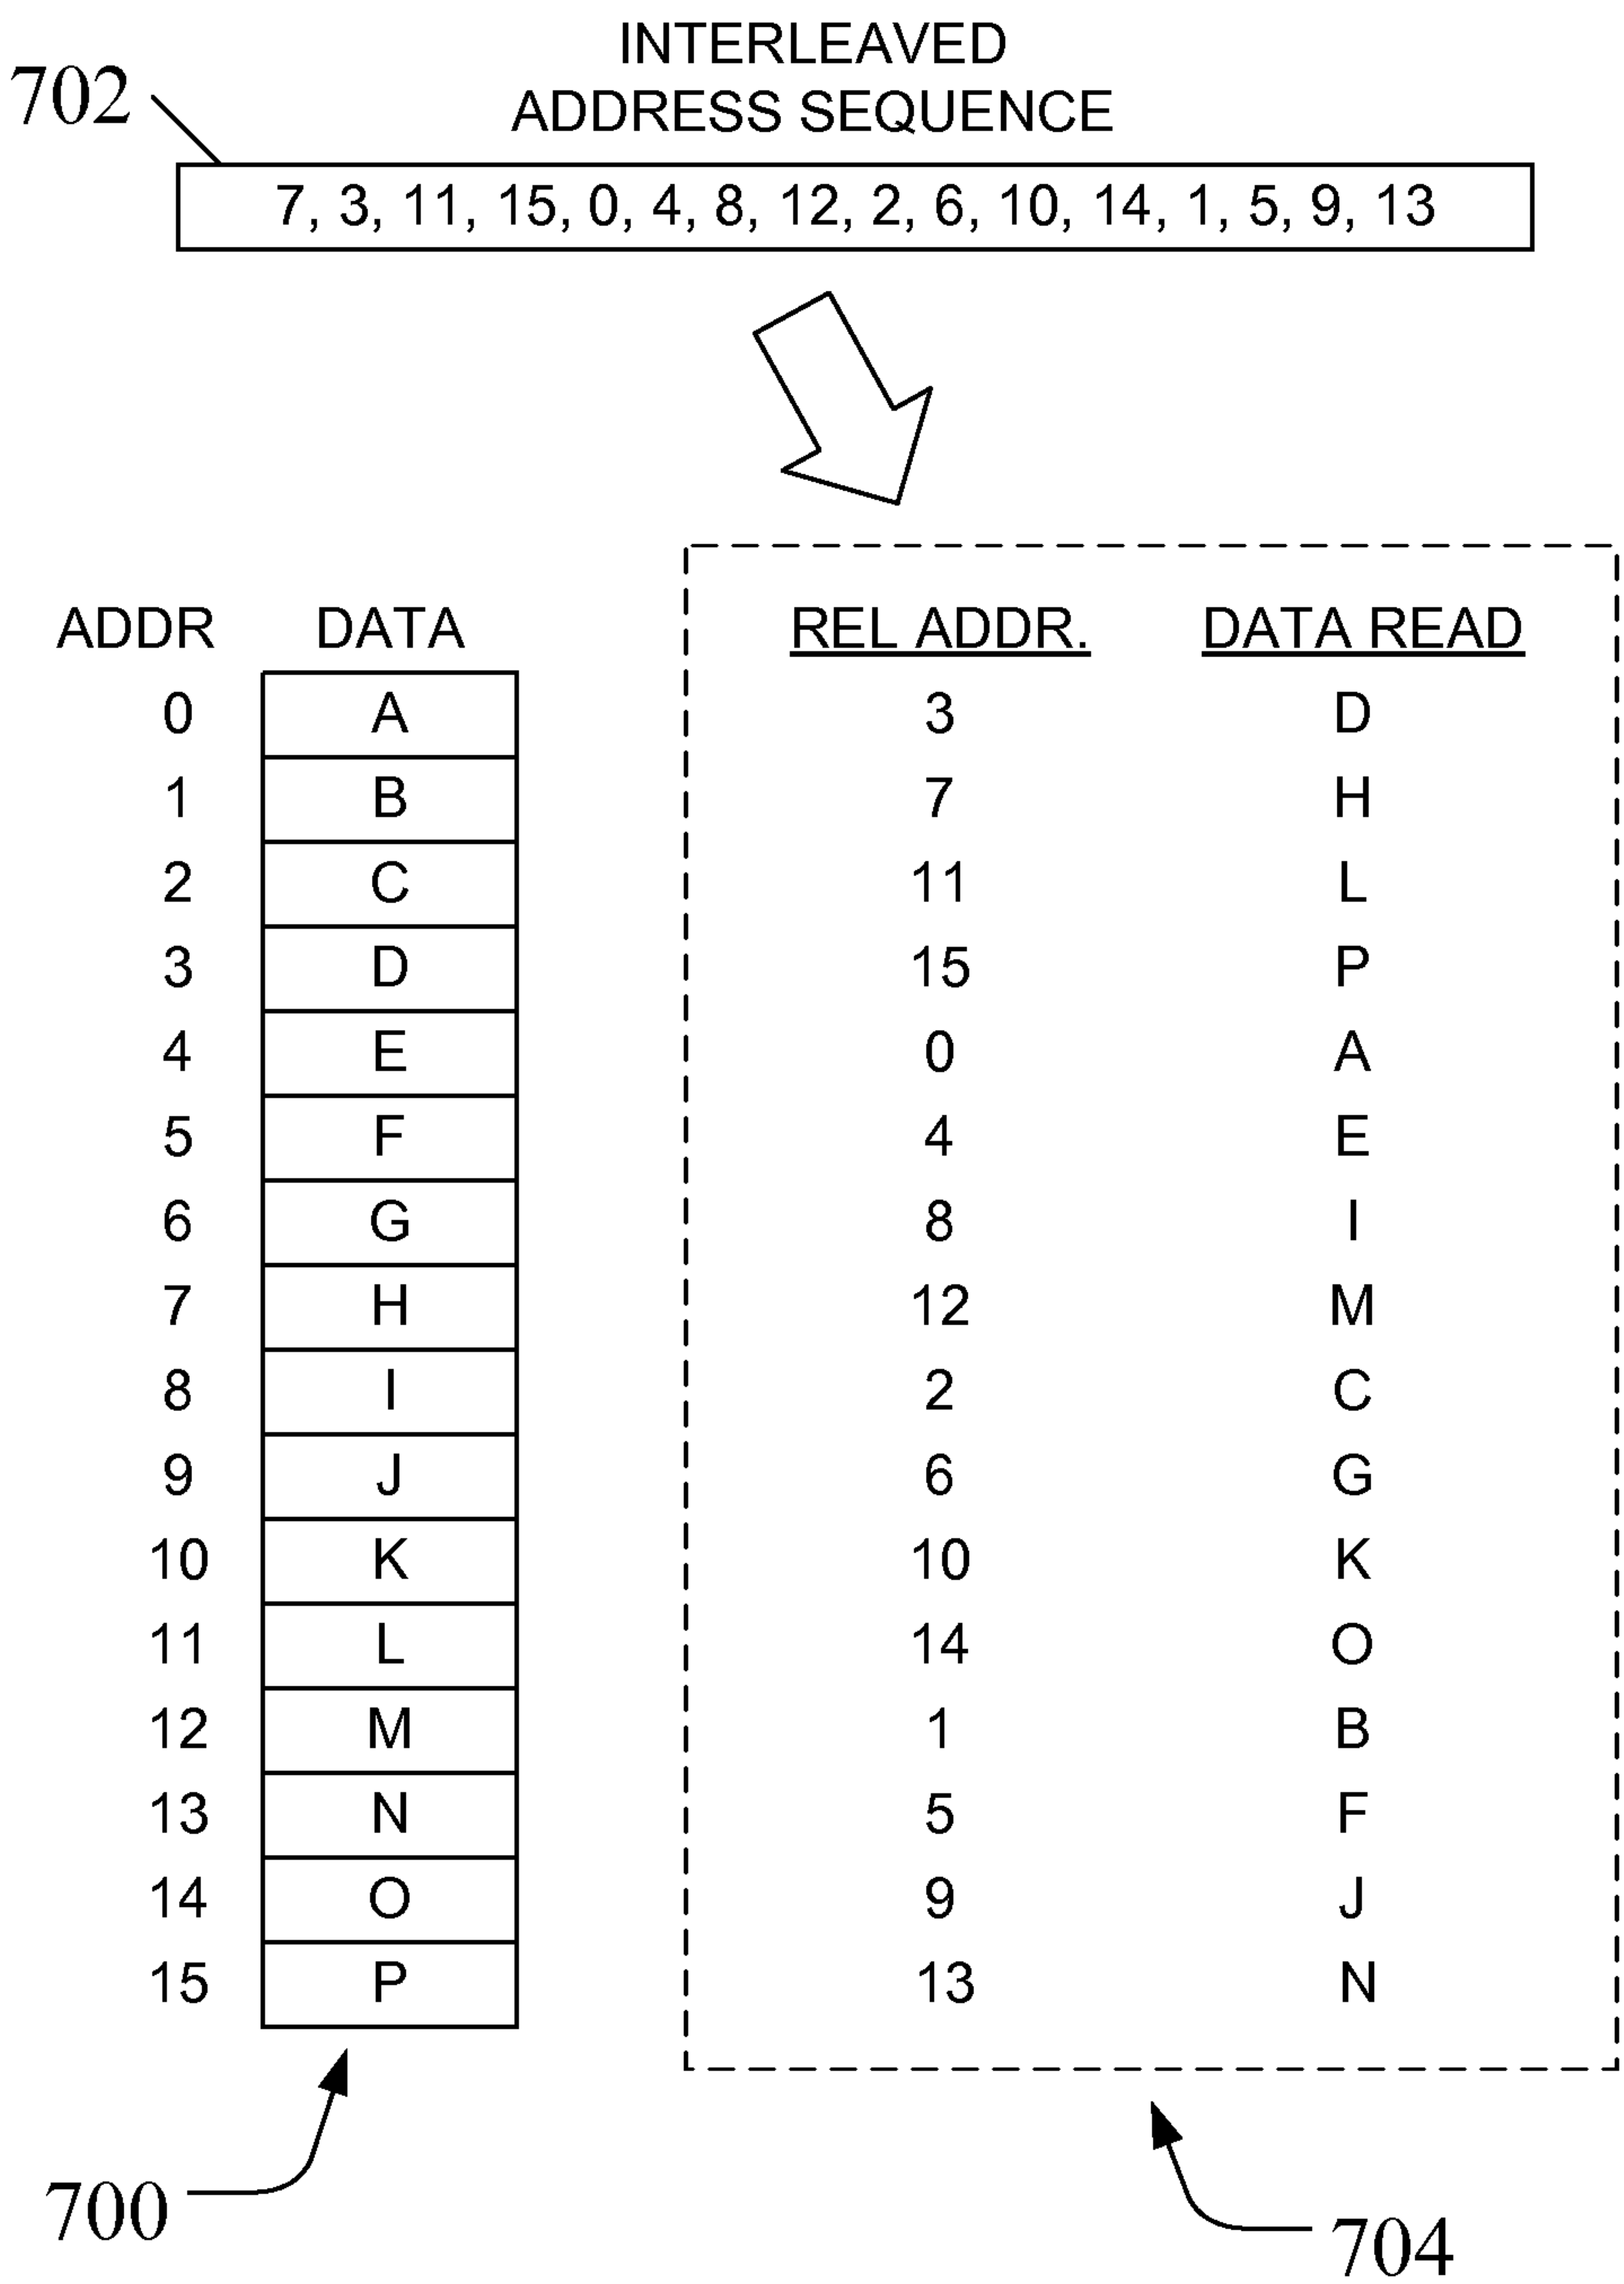 INTERLEAVED
ADDRESS SEQUENCE
702
7, 3, 11, 15, 0, 4, 8, 12, 2, 6, 10, 14, 1, 5, 9, 13
ADDR DATA REL ADDR. DATA READ
0 A 3 D
1 B 7 H
2 C 11 L
3 D 15 P
4 E 0 A
5 F 4 E
6 G 8 I
7 H 12 M
8 I 2 C
9 J 6 G
10 K 10 K
11 L 14 O
12 M 1 B
13 N 5 F
14 O 9 J
15 P 13 N
700
704